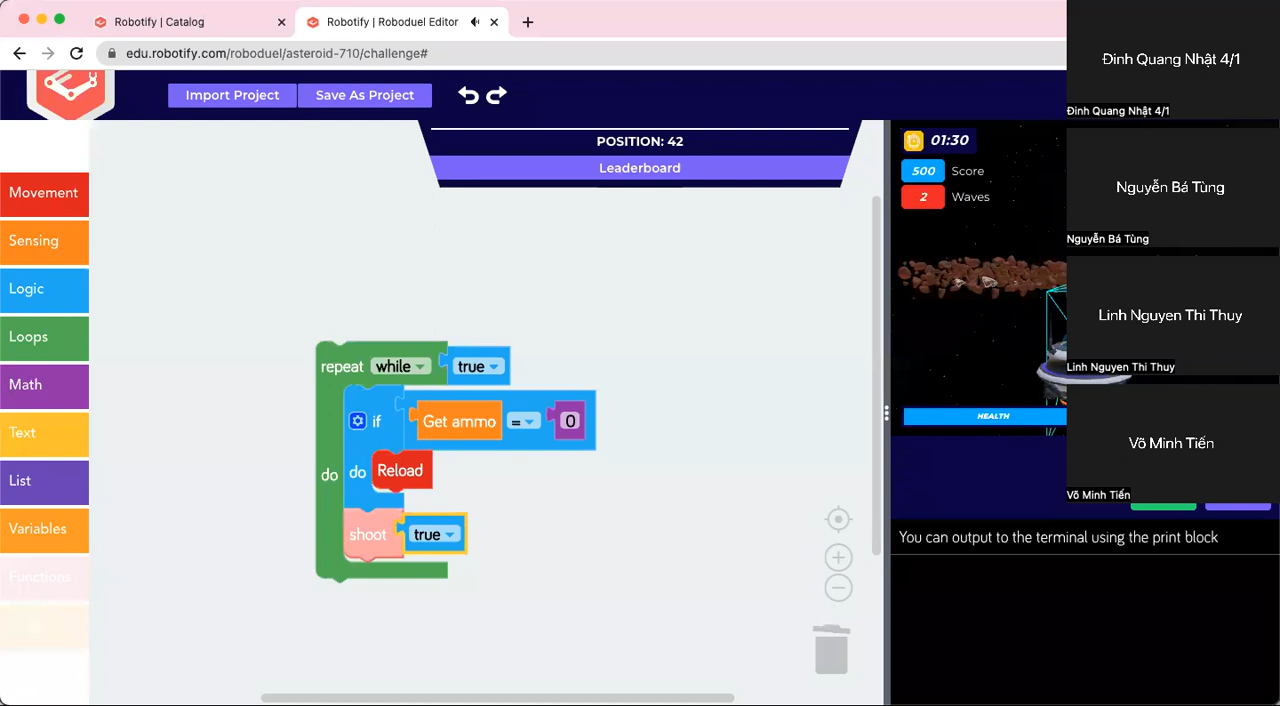 Robotify | Catalog
Robotify | Roboduel Editor
edu.robotify.com/roboduel/asteroid-710/challenge#
Import Project
Save As Project
POSITION: 42
Leaderboard
Movement
Sensing
Logic
Loops
Math
Text
List
Variables
Functions
repeat while true
if Get ammo = 0
do do Reload
shoot true
01:30
500 Score
2 Waves
HEALTH
You can output to the terminal using the print block
Đinh Quang Nhật 4/1
Đinh Quang Nhật 4/1
Nguyễn Bá Tùng
Nguyễn Bá Tùng
Linh Nguyen Thi Thuy
Linh Nguyen Thi Thuy
Võ Minh Tiến
Võ Minh Tiến